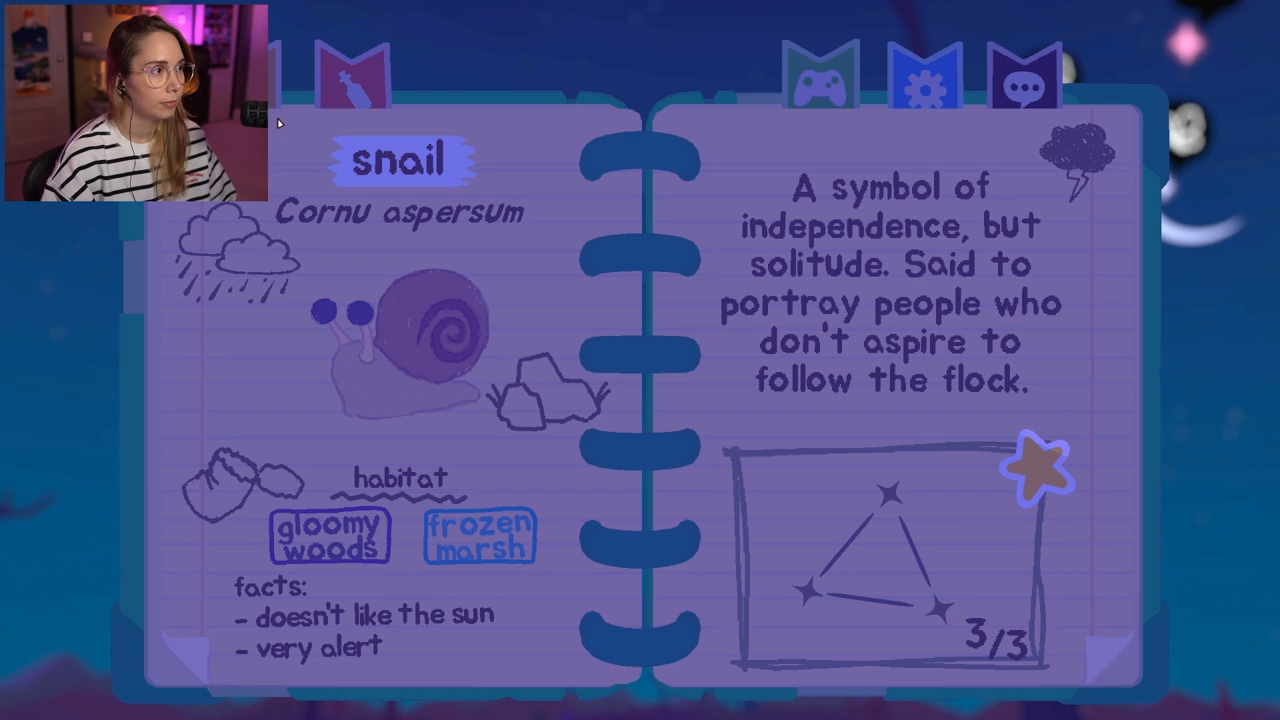 snail
Cornu aspersum
habitat
gloomy
woods
frozen
marsh
facts:
- doesn't like the sun
- very alert
A symbol of
independence, but
solitude. Said to
portray people who
don't aspire to
follow the flock.
3/3